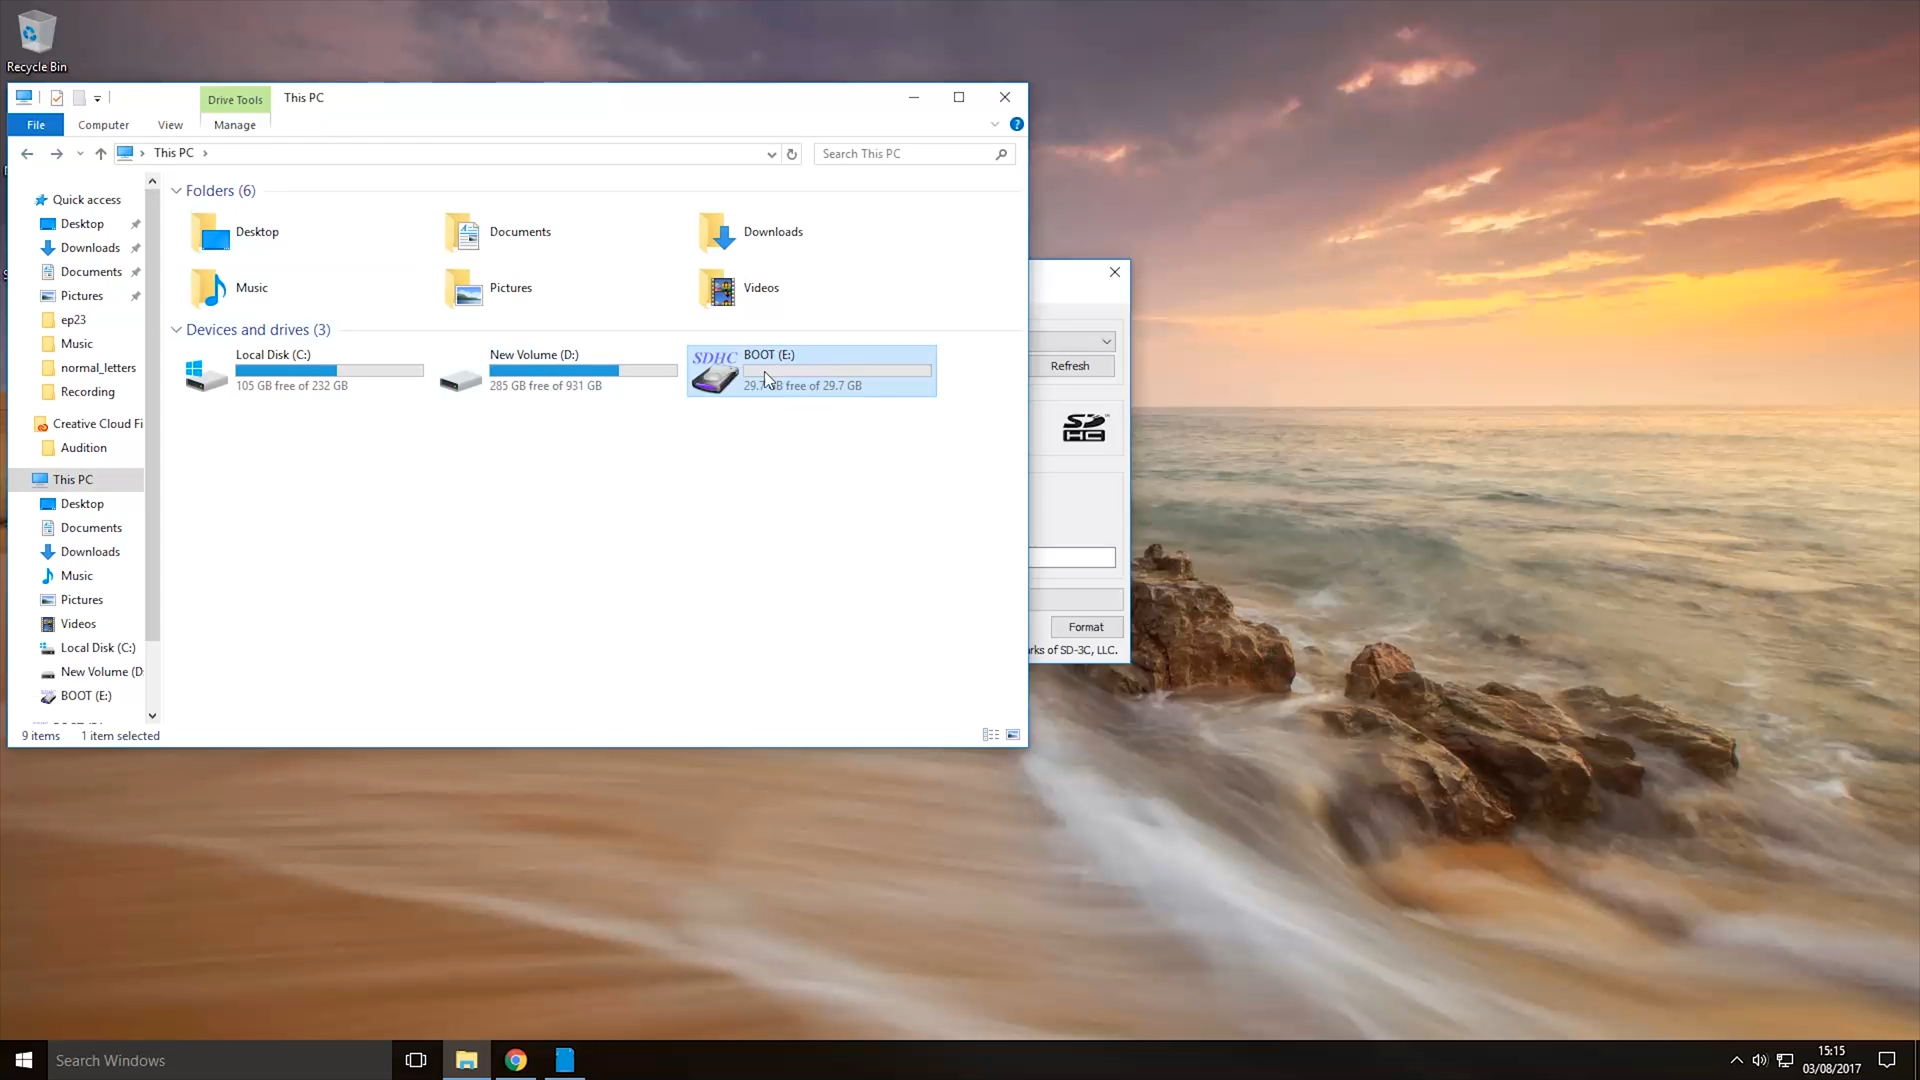 Recycle Bin
Drive Tools
This PC
File
Computer
View
Manage
This PC
Search This PC
Quick access
Desktop
Downloads
Documents
Pictures
ep23
Music
normal_letters
Recording
Creative Cloud Fi
Audition
This PC
Desktop
Documents
Downloads
Music
Pictures
Videos
Local Disk (C:)
New Volume (D:
BOOT (E:)
Folders (6)
Desktop
Documents
Downloads
Music
Pictures
Videos
Devices and drives (3)
Local Disk (C:)
105 GB free of 232 GB
New Volume (D:)
285 GB free of 931 GB
SDHC
BOOT (E:)
29.7 GB free of 29.7 GB
9 items
1 item selected
Refresh
SD
HC
Format
rks of SD-3C, LLC.
Search Windows
15:15
03/08/2017